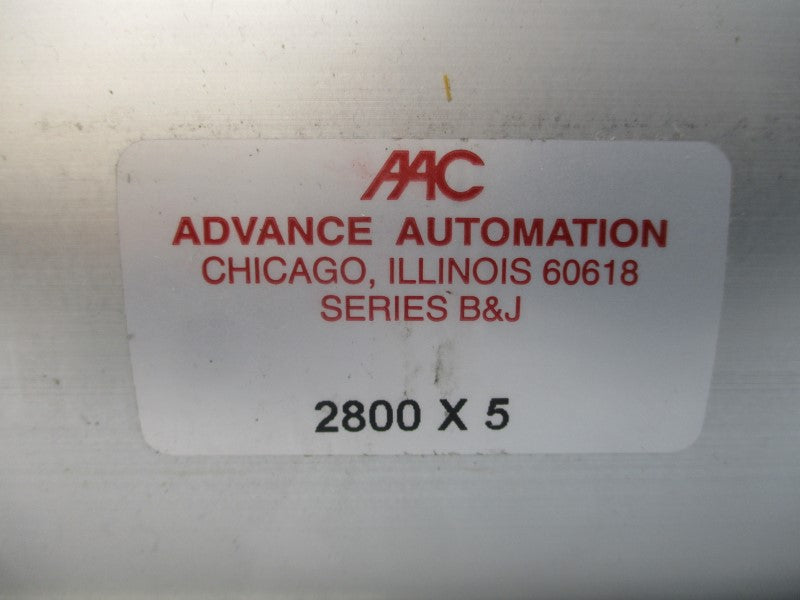 AAC
ADVANCE AUTOMATION
CHICAGO, ILLINOIS 60618
SERIES B&J
2800 X 5